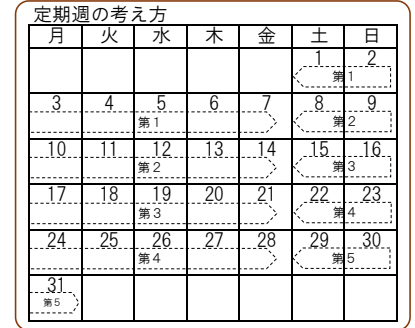 定期週の考え方
月 火 水 木 金 土 日
1 2
第1
3 4 5 6 7 8 9
第1 第2
10 11 12 13 14 15 16
第2 第3
17 18 19 20 21 22 23
第3 第4
24 25 26 27 28 29 30
第4 第5
31
第5